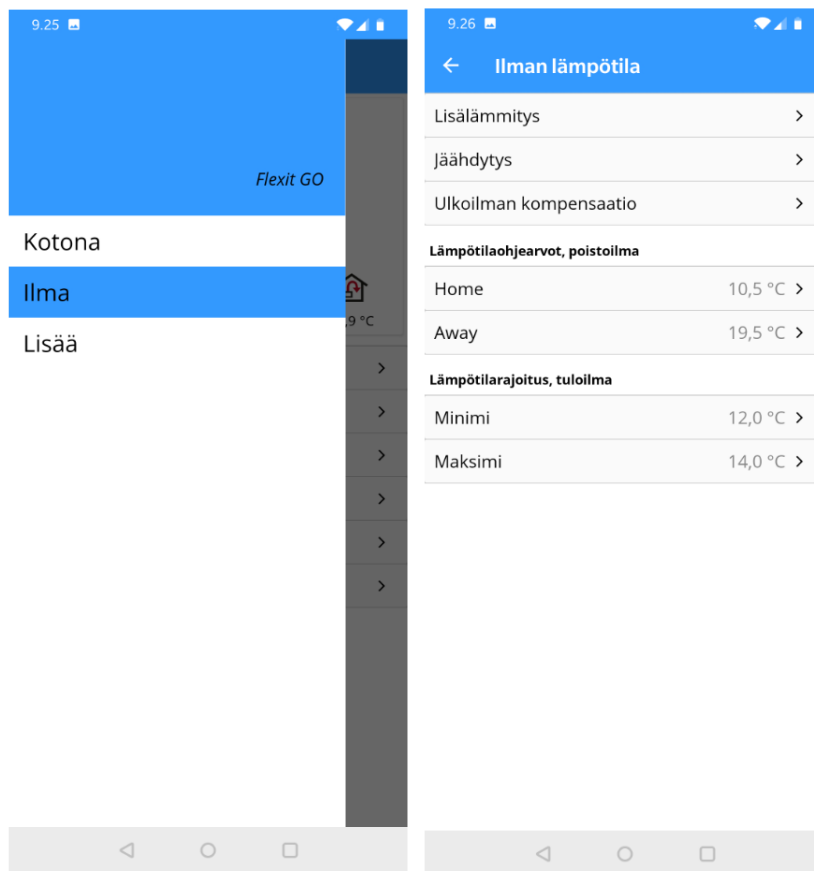 9.25
Flexit GO
Kotona
Ilma
Lisää
,9 °C
9.26
Ilman lämpötila
Lisälämmitys
Jäähdytys
Ulkoilman kompensaatio
Lämpötilaohjearvot, poistoilma
Home 10,5 °C
Away 19,5 °C
Lämpötilarajoitus, tuloilma
Minimi 12,0 °C
Maksimi 14,0 °C